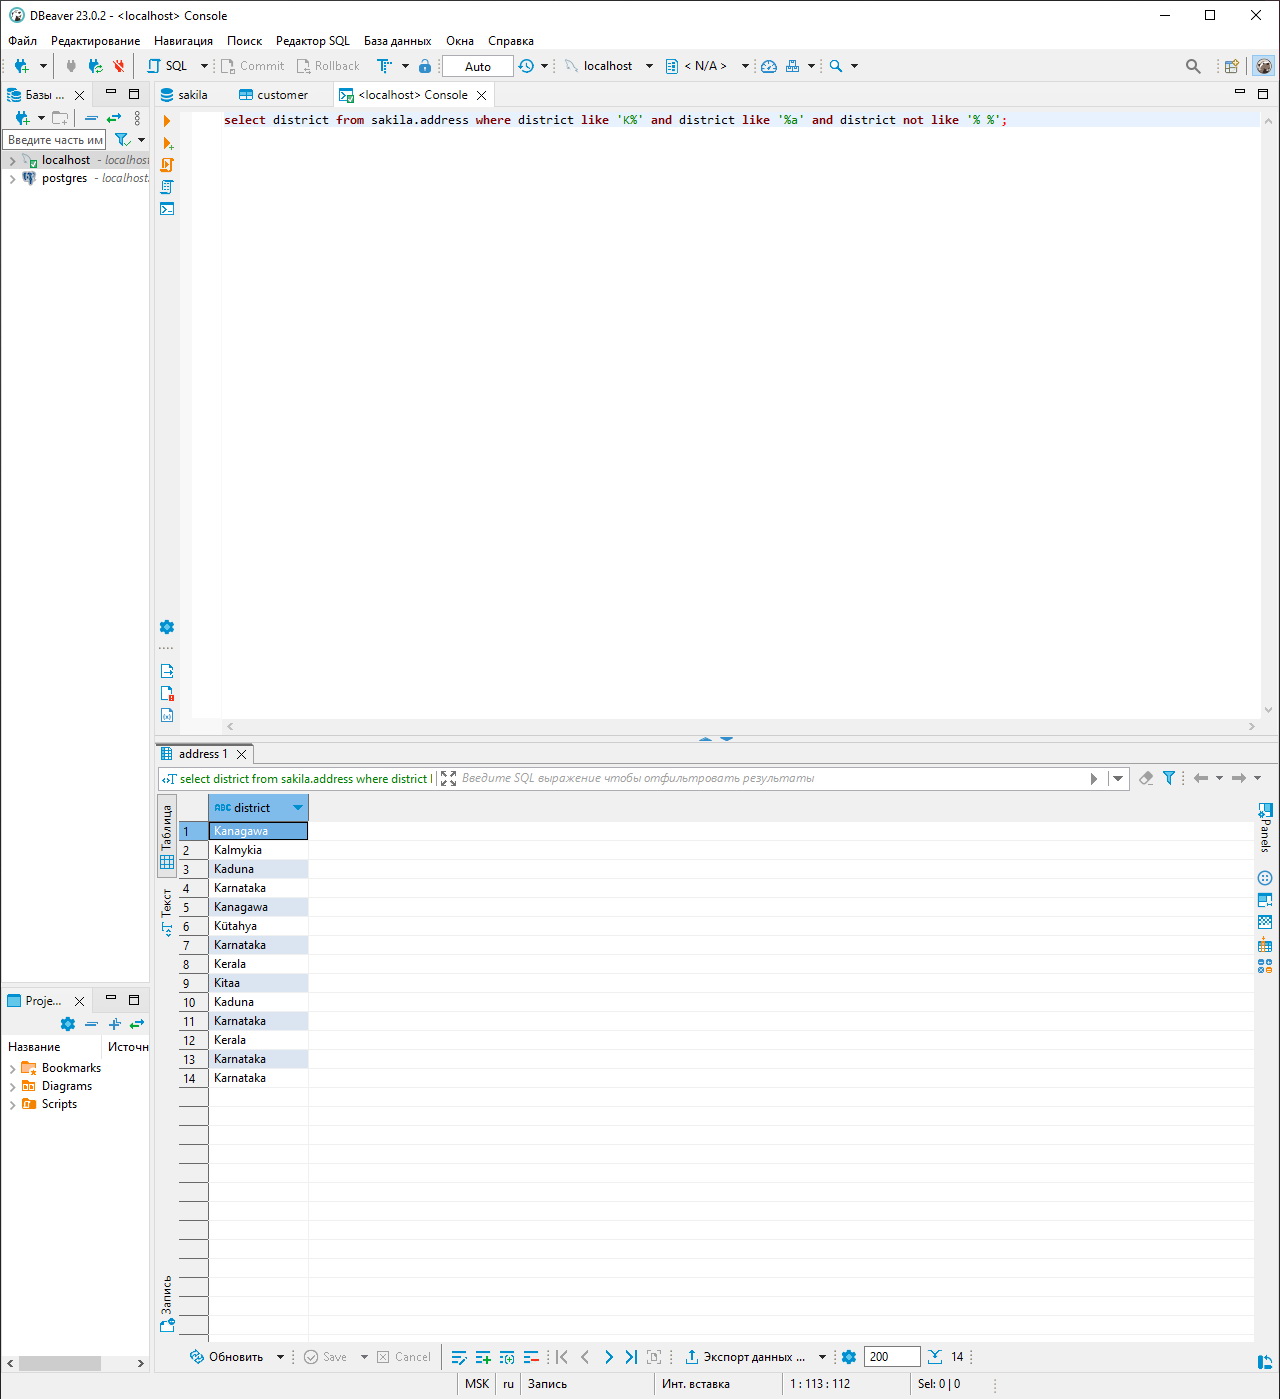 DBeaver 23.0.2 - <localhost> Console
Файл Редактирование Навигация Поиск Редактор SQL База данных Окна Справка
SQL Commit Rollback Auto localhost < N/A >
Базы ... sakila customer <localhost> Console
Введите часть им
localhost - localhost
postgres - localhost:
select district from sakila.address where district like 'K%' and district like '%a' and district not like '% %';
address 1
select district from sakila.address where district l Введите SQL выражение чтобы отфильтровать результаты
Таблица
Текст
Запись
Panels
ABC district
1 Kanagawa
2 Kalmykia
3 Kaduna
4 Karnataka
5 Kanagawa
6 Kütahya
7 Karnataka
8 Kerala
9 Kitaa
10 Kaduna
11 Karnataka
12 Kerala
13 Karnataka
14 Karnataka
Proje...
Название Источн
Bookmarks
Diagrams
Scripts
Обновить Save Cancel Экспорт данных ... 200 14
MSK ru Запись Инт. вставка 1 : 113 : 112 Sel: 0 | 0